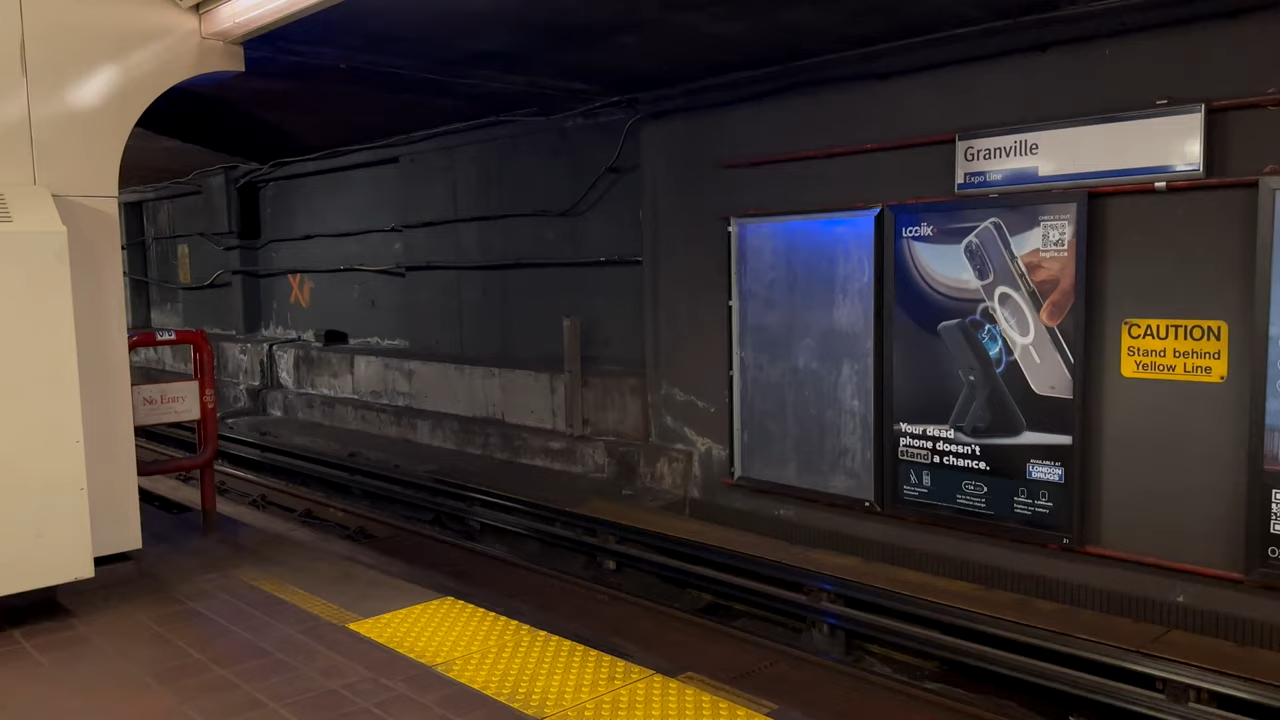 Granville
Expo Line
LOGiiX
CHECK IT OUT
logiix.ca
CAUTION
Stand behind
Yellow Line
No Entry
Your dead
phone doesn't
stand a chance.
AVAILABLE AT
LONDON
DRUGS